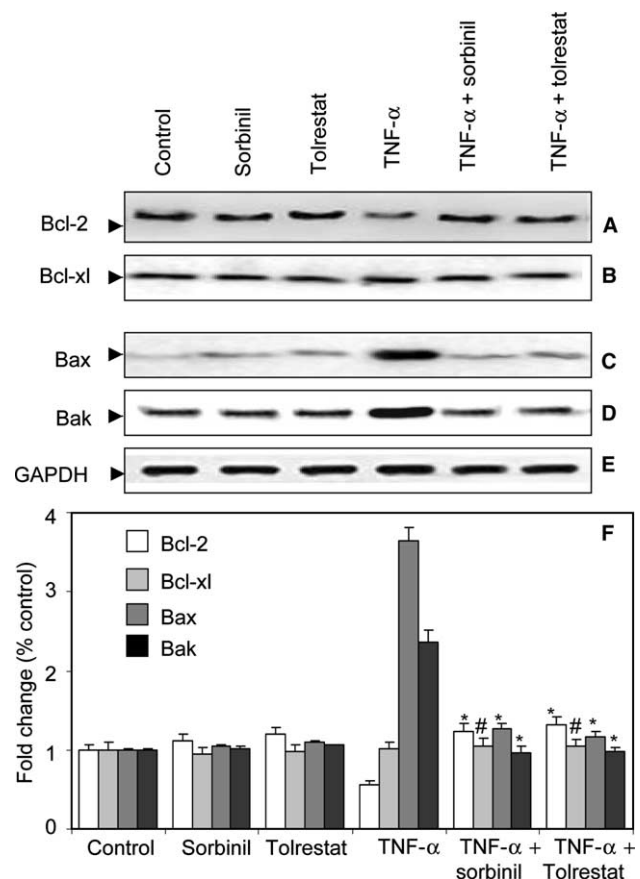 Control
Sorbinil
Tolrestat
TNF-α
TNF-α + sorbinil
TNF-α + tolrestat
Bcl-2
A
Bcl-xl
B
Bax
C
Bak
D
GAPDH
E
F
4
3
2
1
0
Fold change (% control)
Bcl-2
Bcl-xl
Bax
Bak
* # * *
* # * *
Control
Sorbinil
Tolrestat
TNF-α
TNF-α +
sorbinil
TNF-α +
Tolrestat